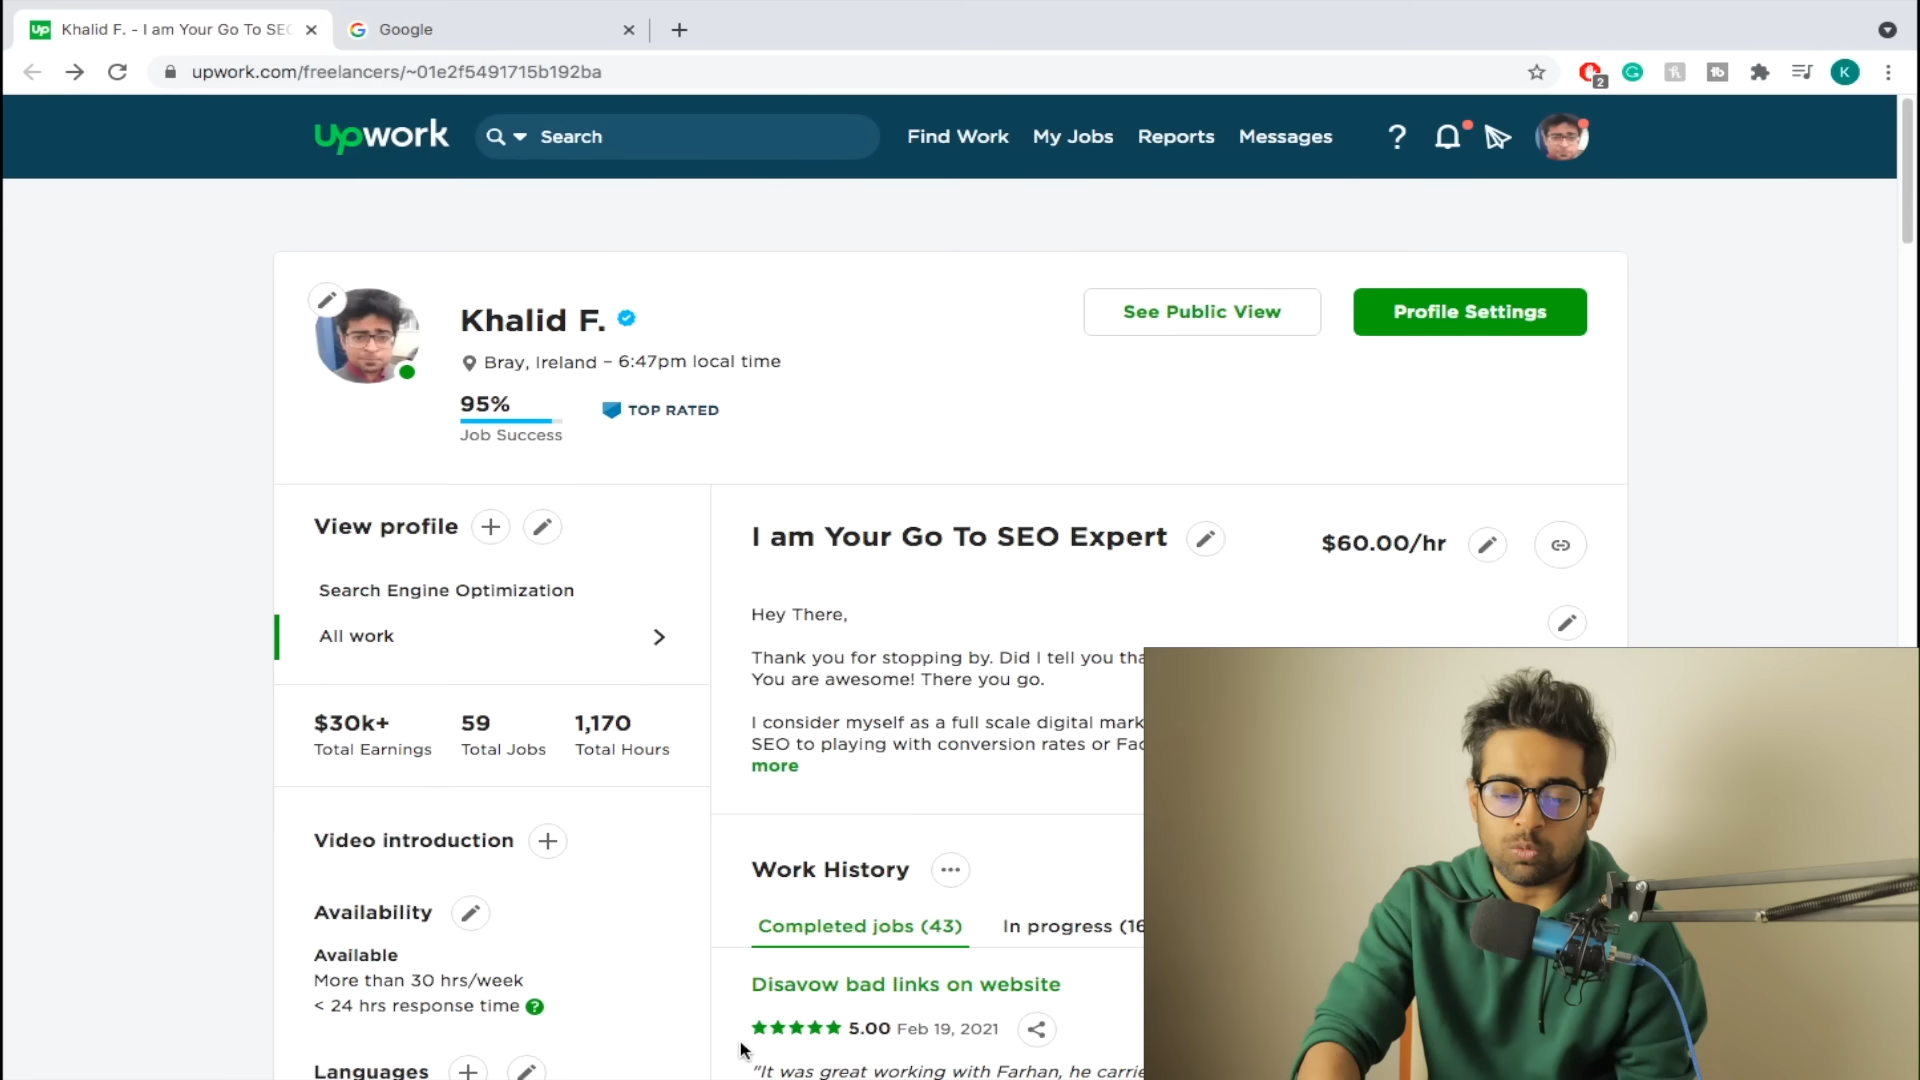 Up Khalid F. - I am Your Go To SEO
Google
upwork.com/freelancers/~01e2f5491715b192ba
2
K
upwork
Search
Find Work
My Jobs
Reports
Messages
?
Khalid F.
Bray, Ireland – 6:47pm local time
95%
Job Success
TOP RATED
See Public View
Profile Settings
View profile
Search Engine Optimization
All work
$30k+
Total Earnings
59
Total Jobs
1,170
Total Hours
Video introduction
Availability
Available
More than 30 hrs/week
< 24 hrs response time ?
Languages
I am Your Go To SEO Expert
$60.00/hr
Hey There,
Thank you for stopping by. Did I tell you
You are awesome! There you go.
I consider myself as a full scale digital mark
SEO to playing with conversion rates or Fac
more
Work History
Completed jobs (43)
In progress (16
Disavow bad links on website
5.00 Feb 19, 2021
"It was great working with Farhan, he carrie